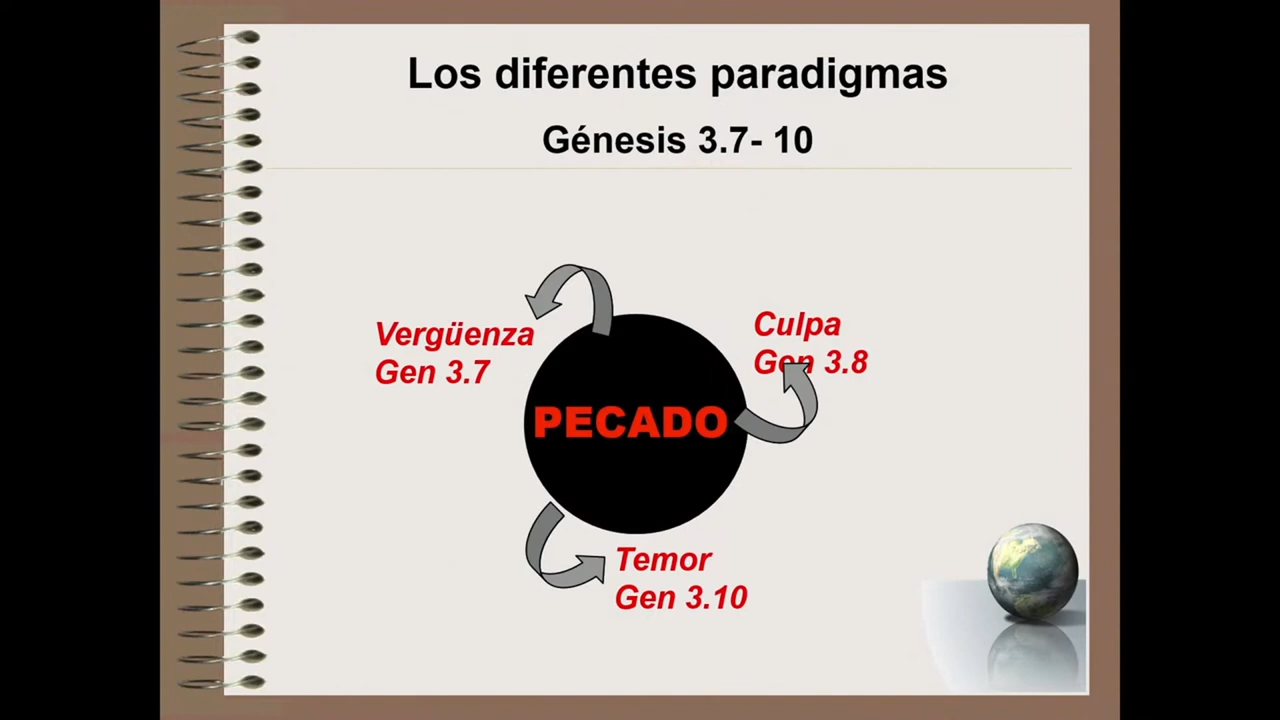 Los diferentes paradigmas
Génesis 3.7- 10
Vergüenza
Gen 3.7
Culpa
Gen 3.8
PECADO
Temor
Gen 3.10